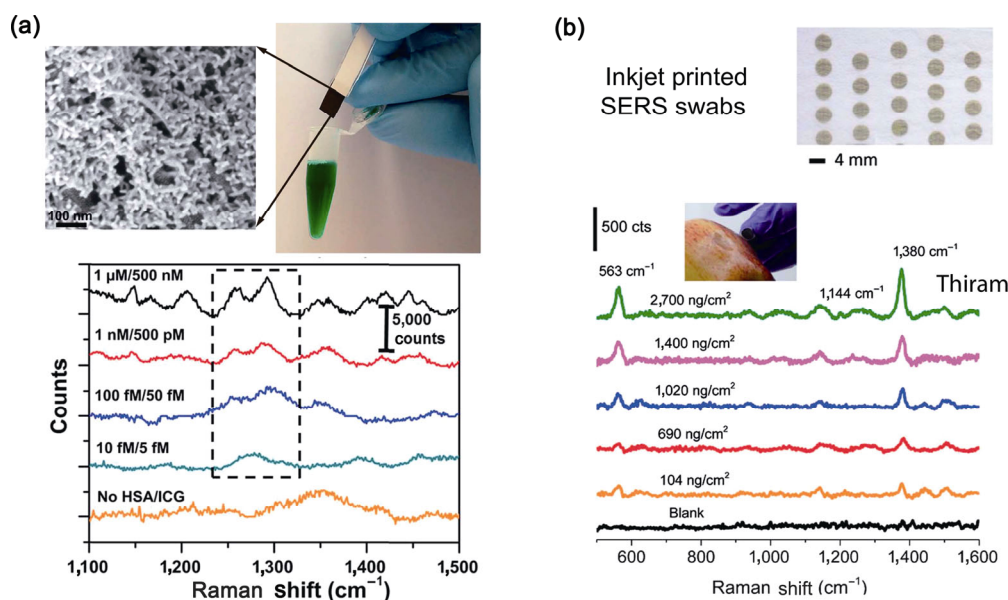 (a)
100 nm
1 μM/500 nM
1 nM/500 pM
5,000
counts
100 fM/50 fM
10 fM/5 fM
No HSA/ICG
Counts
1,100
1,200
1,300
1,400
1,500
Raman shift (cm⁻¹)
(b)
Inkjet printed
SERS swabs
4 mm
500 cts
563 cm⁻¹
1,144 cm⁻¹
1,380 cm⁻¹
Thiram
2,700 ng/cm²
1,400 ng/cm²
1,020 ng/cm²
690 ng/cm²
104 ng/cm²
Blank
600
800
1,000
1,200
1,400
1,600
Raman shift (cm⁻¹)